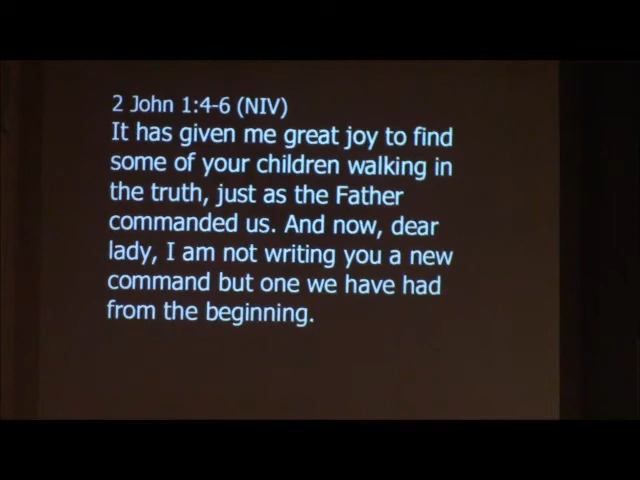 2 John 1:4-6 (NIV)
It has given me great joy to find
some of your children walking in
the truth, just as the Father
commanded us. And now, dear
lady, I am not writing you a new
command but one we have had
from the beginning.